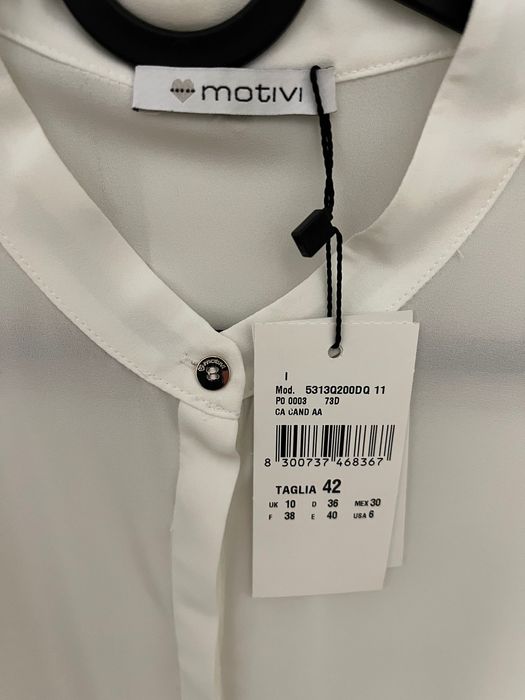 motivi
I
Mod. 5313Q200DQ 11
P0 0003 73D
CA CAND AA
8 300737 468367
TAGLIA 42
UK 10 D 36 MEX 30
F 38 E 40 USA 6